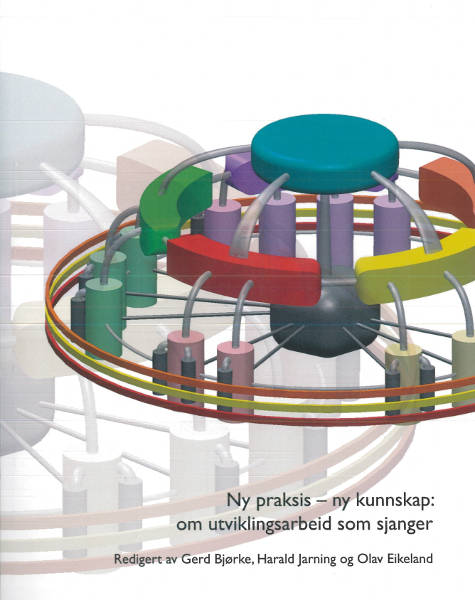 Ny praksis – ny kunnskap:
om utviklingsarbeid som sjanger
Redigert av Gerd Bjørke, Harald Jarning og Olav Eikeland